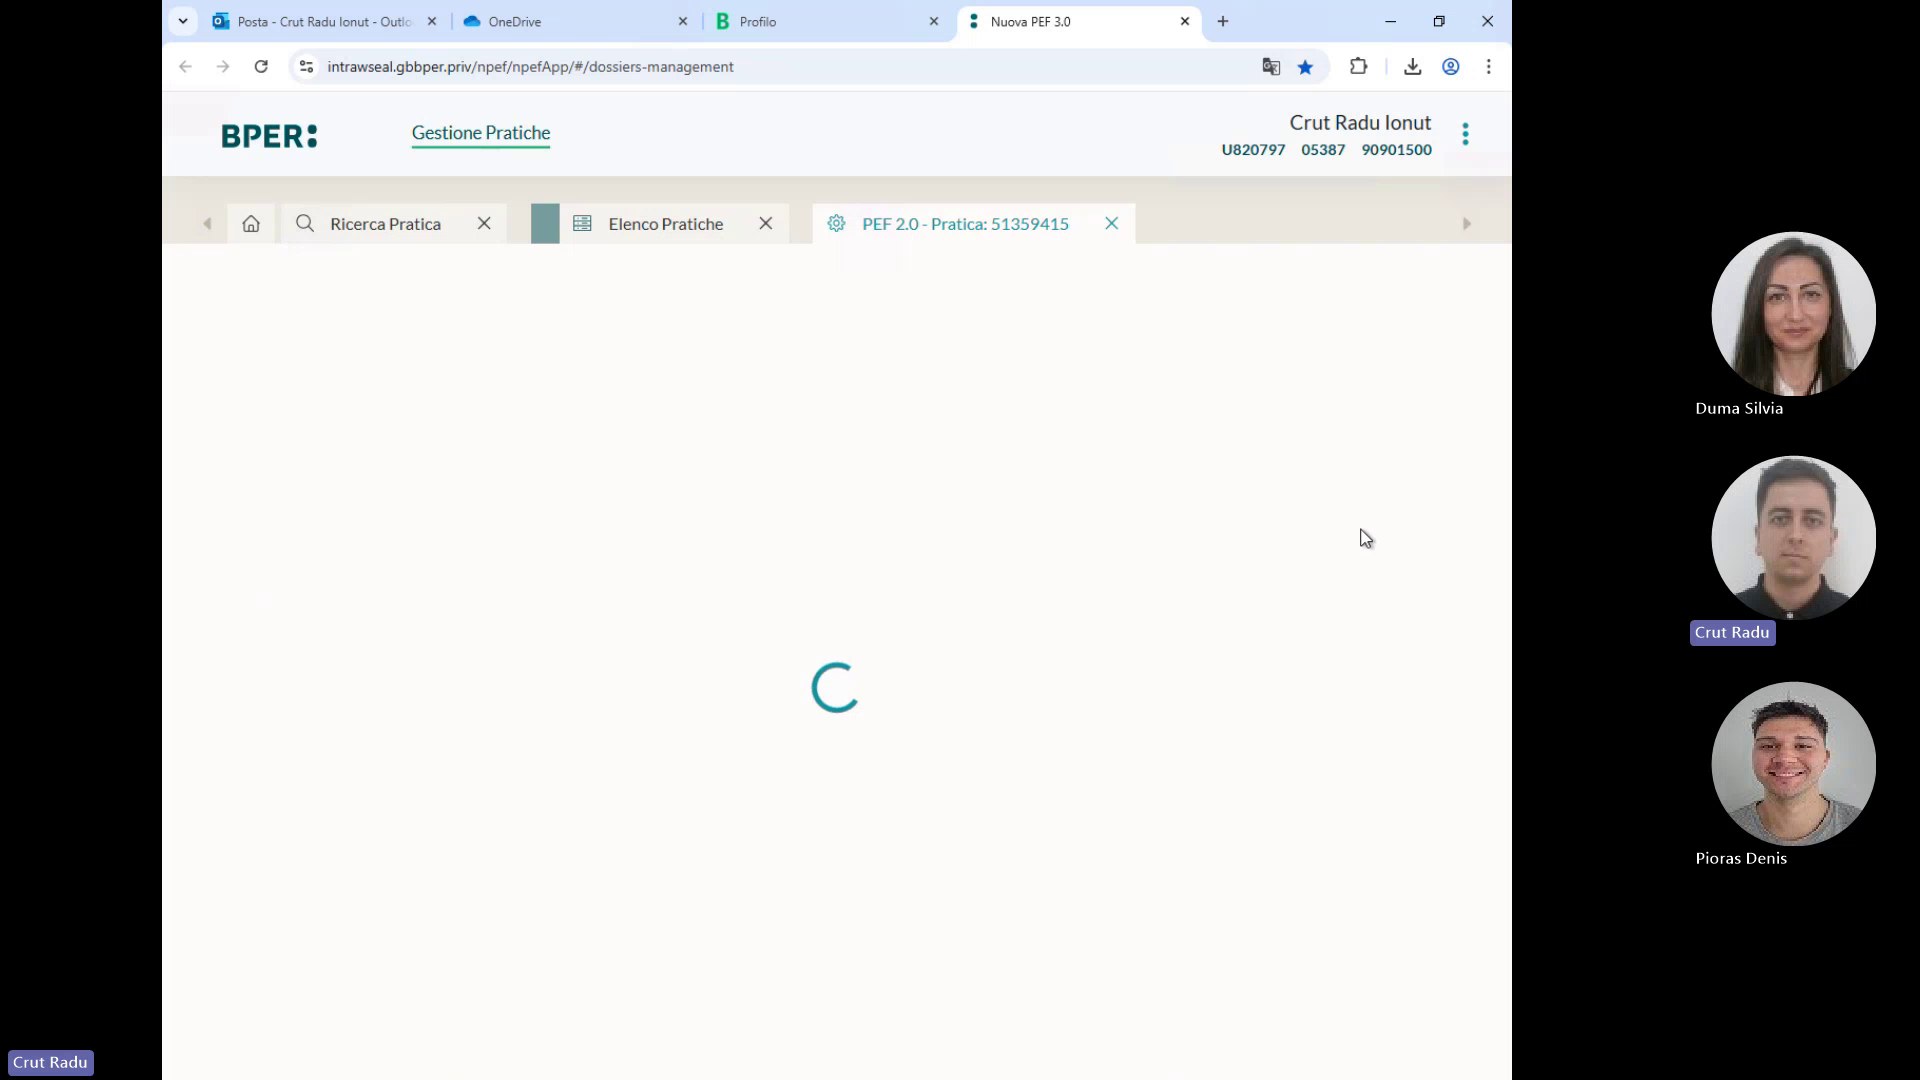 Posta - Crut Radu Ionut - Outlo
OneDrive
Profilo
Nuova PEF 3.0
intrawseal.gbbper.priv/npef/npefApp/#/dossiers-management
BPER:
Gestione Pratiche
Crut Radu Ionut
U820797 05387 90901500
Ricerca Pratica
Elenco Pratiche
PEF 2.0 - Pratica: 51359415
Duma Silvia
Crut Radu
Pioras Denis
Crut Radu